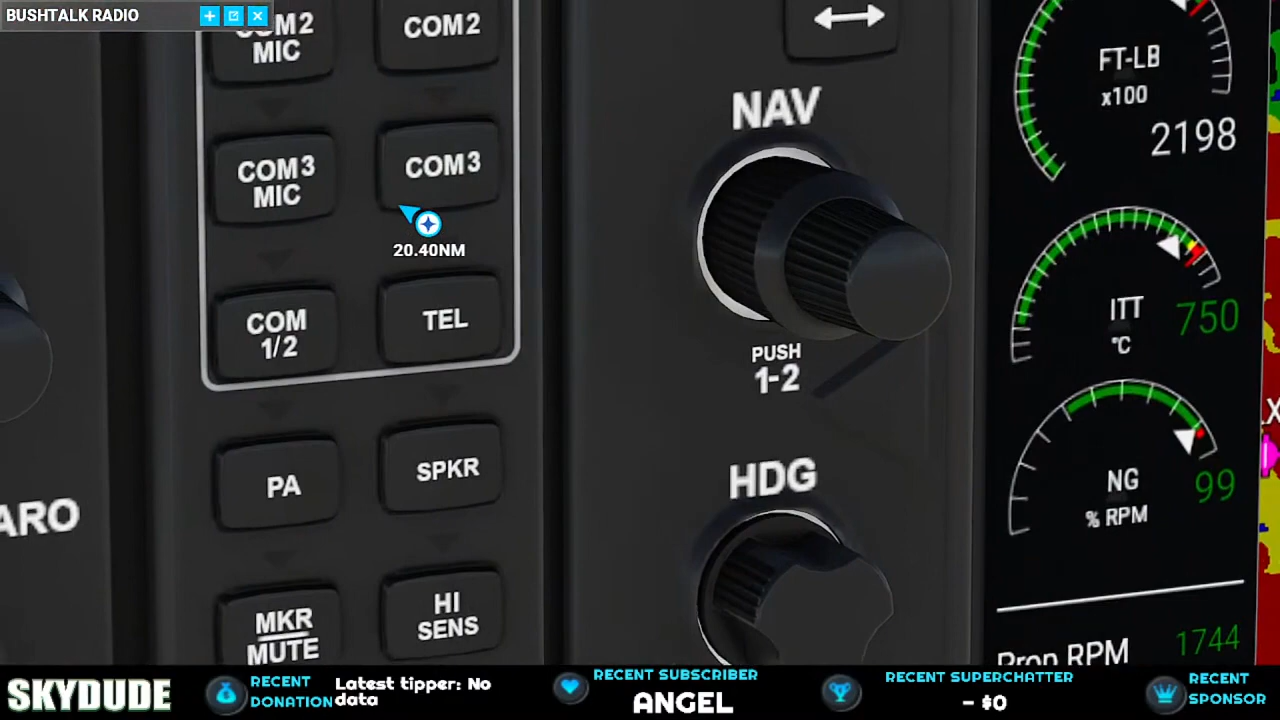 BUSHTALK RADIO
COM2
MIC
COM2
COM3
MIC
COM3
20.40NM
COM
1/2
TEL
PA
SPKR
MKR
MUTE
HI
SENS
ARO
NAV
PUSH
1-2
HDG
FT-LB
x100
2198
ITT
°C
750
NG
% RPM
99
Prop RPM
1744
SKYDUDE
RECENT
DONATION
Latest tipper: No
data
RECENT SUBSCRIBER
ANGEL
RECENT SUPERCHATTER
- $0
RECENT
SPONSOR